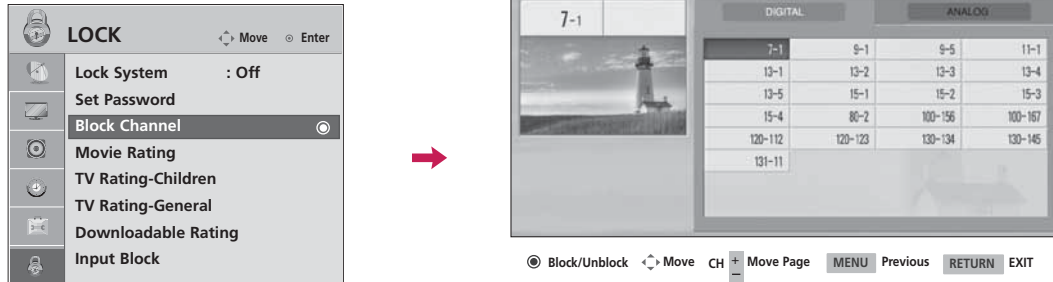 LOCK Move Enter
Lock System : Off
Set Password
Block Channel
Movie Rating
TV Rating-Children
TV Rating-General
Downloadable Rating
Input Block
7-1
DIGITAL ANALOG
7-1 9-1 9-5 11-1
13-1 13-2 13-3 13-4
13-5 15-1 15-2 15-3
15-4 80-2 100-156 100-167
120-112 120-123 130-134 130-145
131-11
Block/Unblock Move CH + − Move Page MENU Previous RETURN EXIT